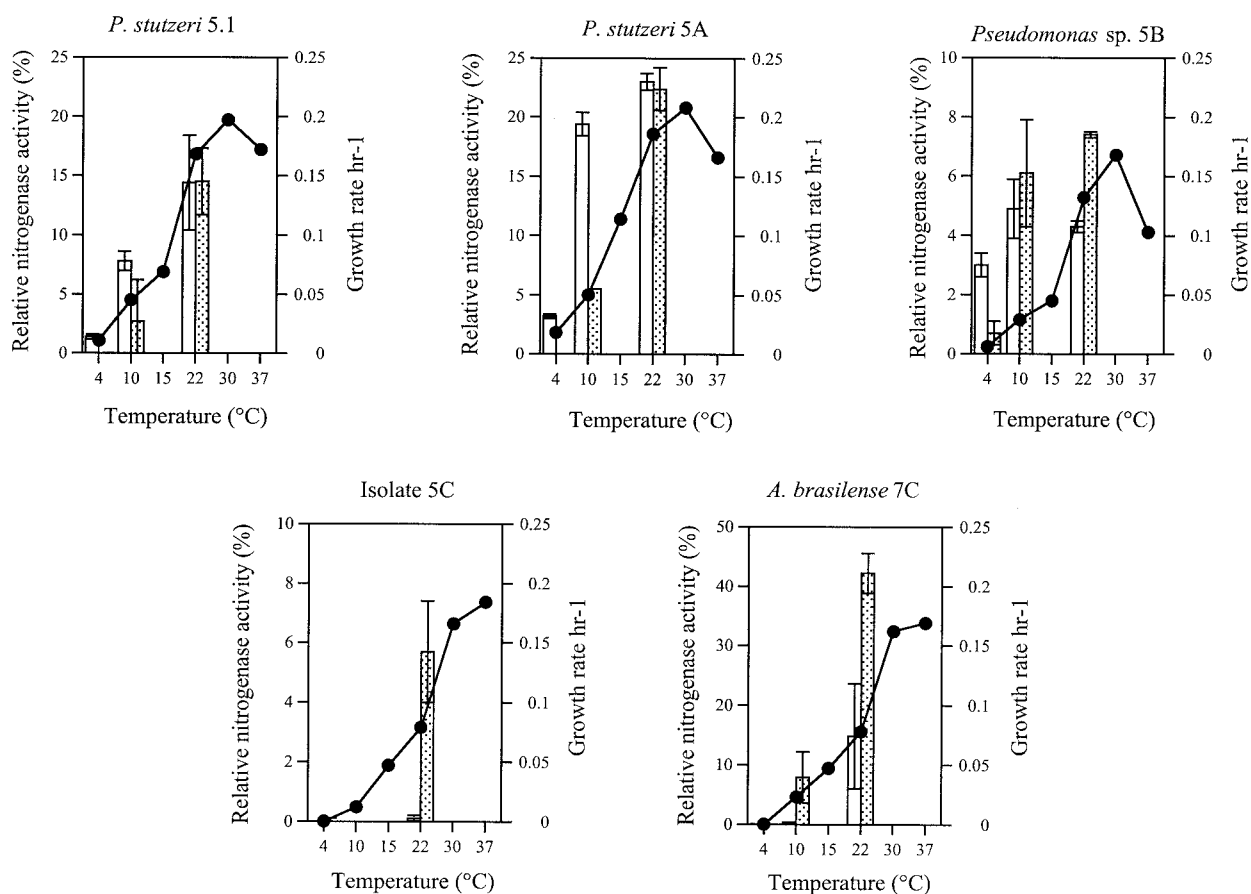 P. stutzeri 5.1
25
20
15
10
5
0
Relative nitrogenase activity (%)
0.25
0.2
0.15
0.1
0.05
0
Growth rate hr-1
4 10 15 22 30 37
Temperature (°C)
P. stutzeri 5A
25
20
15
10
5
0
Relative nitrogenase activity (%)
0.25
0.2
0.15
0.1
0.05
0
Growth rate hr-1
4 10 15 22 30 37
Temperature (°C)
Pseudomonas sp. 5B
10
8
6
4
2
0
Relative nitrogenase activity (%)
0.25
0.2
0.15
0.1
0.05
0
Growth rate hr-1
4 10 15 22 30 37
Temperature (°C)
Isolate 5C
10
8
6
4
2
0
Relative nitrogenase activity (%)
0.25
0.2
0.15
0.1
0.05
0
Growth rate hr-1
4 10 15 22 30 37
Temperature (°C)
A. brasilense 7C
50
40
30
20
10
0
Relative nitrogenase activity (%)
0.25
0.2
0.15
0.1
0.05
0
Growth rate hr-1
4 10 15 22 30 37
Temperature (°C)